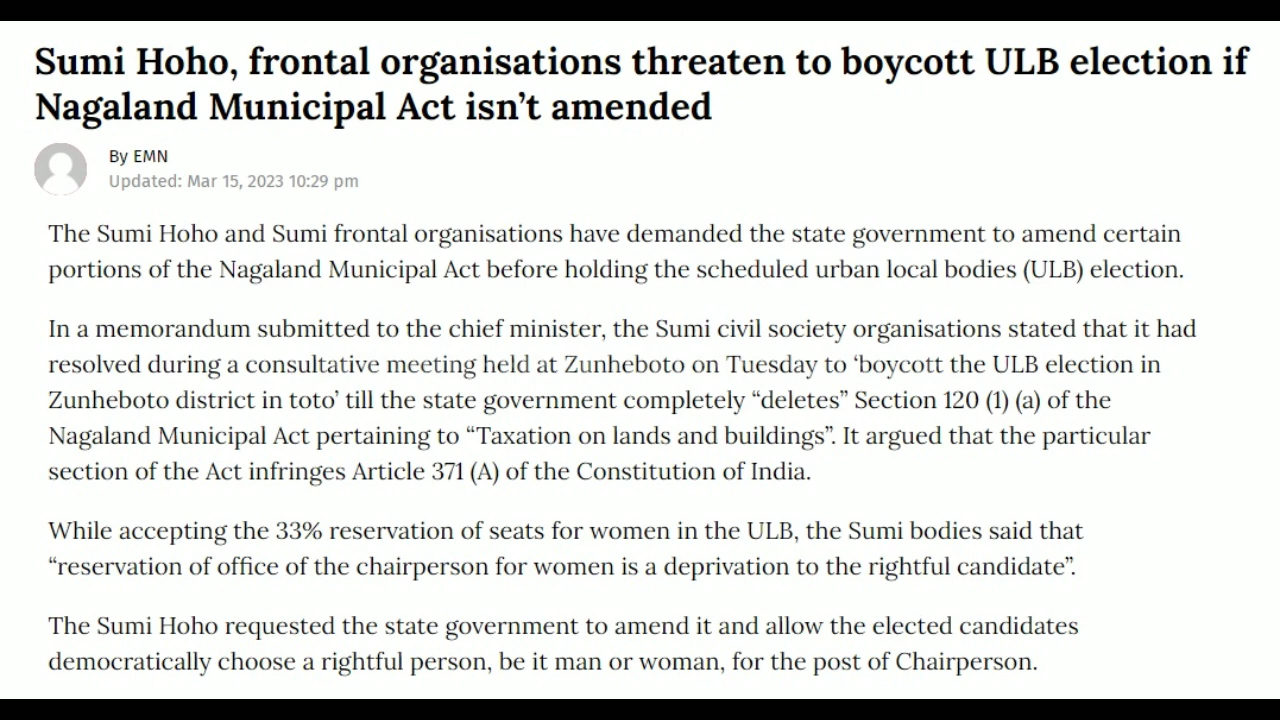 Sumi Hoho, frontal organisations threaten to boycott ULB election if
Nagaland Municipal Act isn’t amended
By EMN
Updated: Mar 15, 2023 10:29 pm
The Sumi Hoho and Sumi frontal organisations have demanded the state government to amend certain
portions of the Nagaland Municipal Act before holding the scheduled urban local bodies (ULB) election.
In a memorandum submitted to the chief minister, the Sumi civil society organisations stated that it had
resolved during a consultative meeting held at Zunheboto on Tuesday to ‘boycott the ULB election in
Zunheboto district in toto’ till the state government completely “deletes” Section 120 (1) (a) of the
Nagaland Municipal Act pertaining to “Taxation on lands and buildings”. It argued that the particular
section of the Act infringes Article 371 (A) of the Constitution of India.
While accepting the 33% reservation of seats for women in the ULB, the Sumi bodies said that
“reservation of office of the chairperson for women is a deprivation to the rightful candidate”.
The Sumi Hoho requested the state government to amend it and allow the elected candidates
democratically choose a rightful person, be it man or woman, for the post of Chairperson.